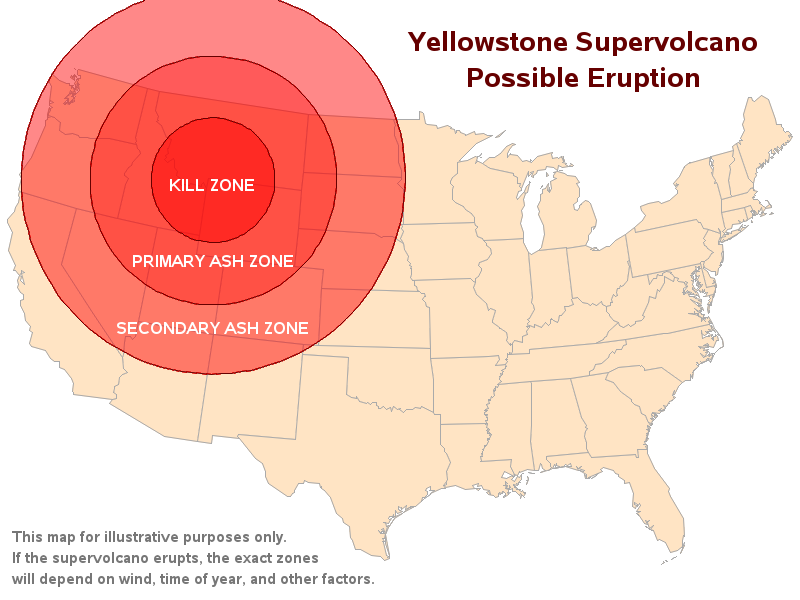 Yellowstone Supervolcano
Possible Eruption
KILL ZONE
PRIMARY ASH ZONE
SECONDARY ASH ZONE
This map for illustrative purposes only.
If the supervolcano erupts, the exact zones
will depend on wind, time of year, and other factors.